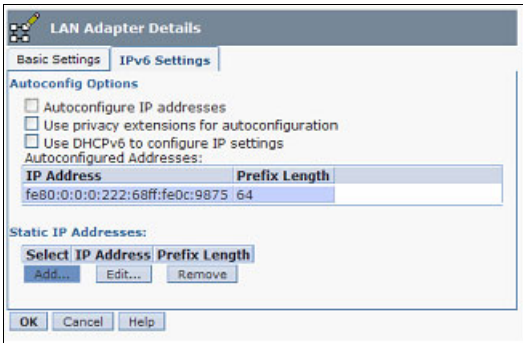 LAN Adapter Details
Basic Settings IPv6 Settings
Autoconfig Options
Autoconfigure IP addresses
Use privacy extensions for autoconfiguration
Use DHCPv6 to configure IP settings
Autoconfigured Addresses:
IP Address Prefix Length
fe80:0:0:0:222:68ff:fe0c:9875 64
Static IP Addresses:
Select IP Address Prefix Length
Add... Edit... Remove
OK Cancel Help